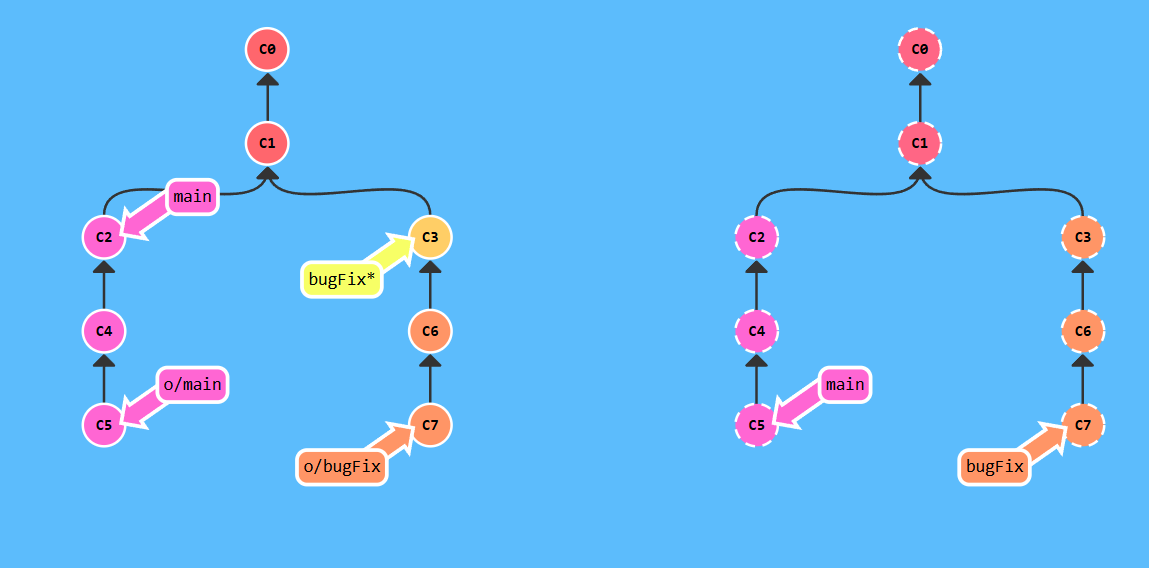 C0
C1
main
C2
C3
bugFix*
C4
C6
o/main
C5
C7
o/bugFix
C0
C1
C2
C3
C4
C6
main
C5
C7
bugFix